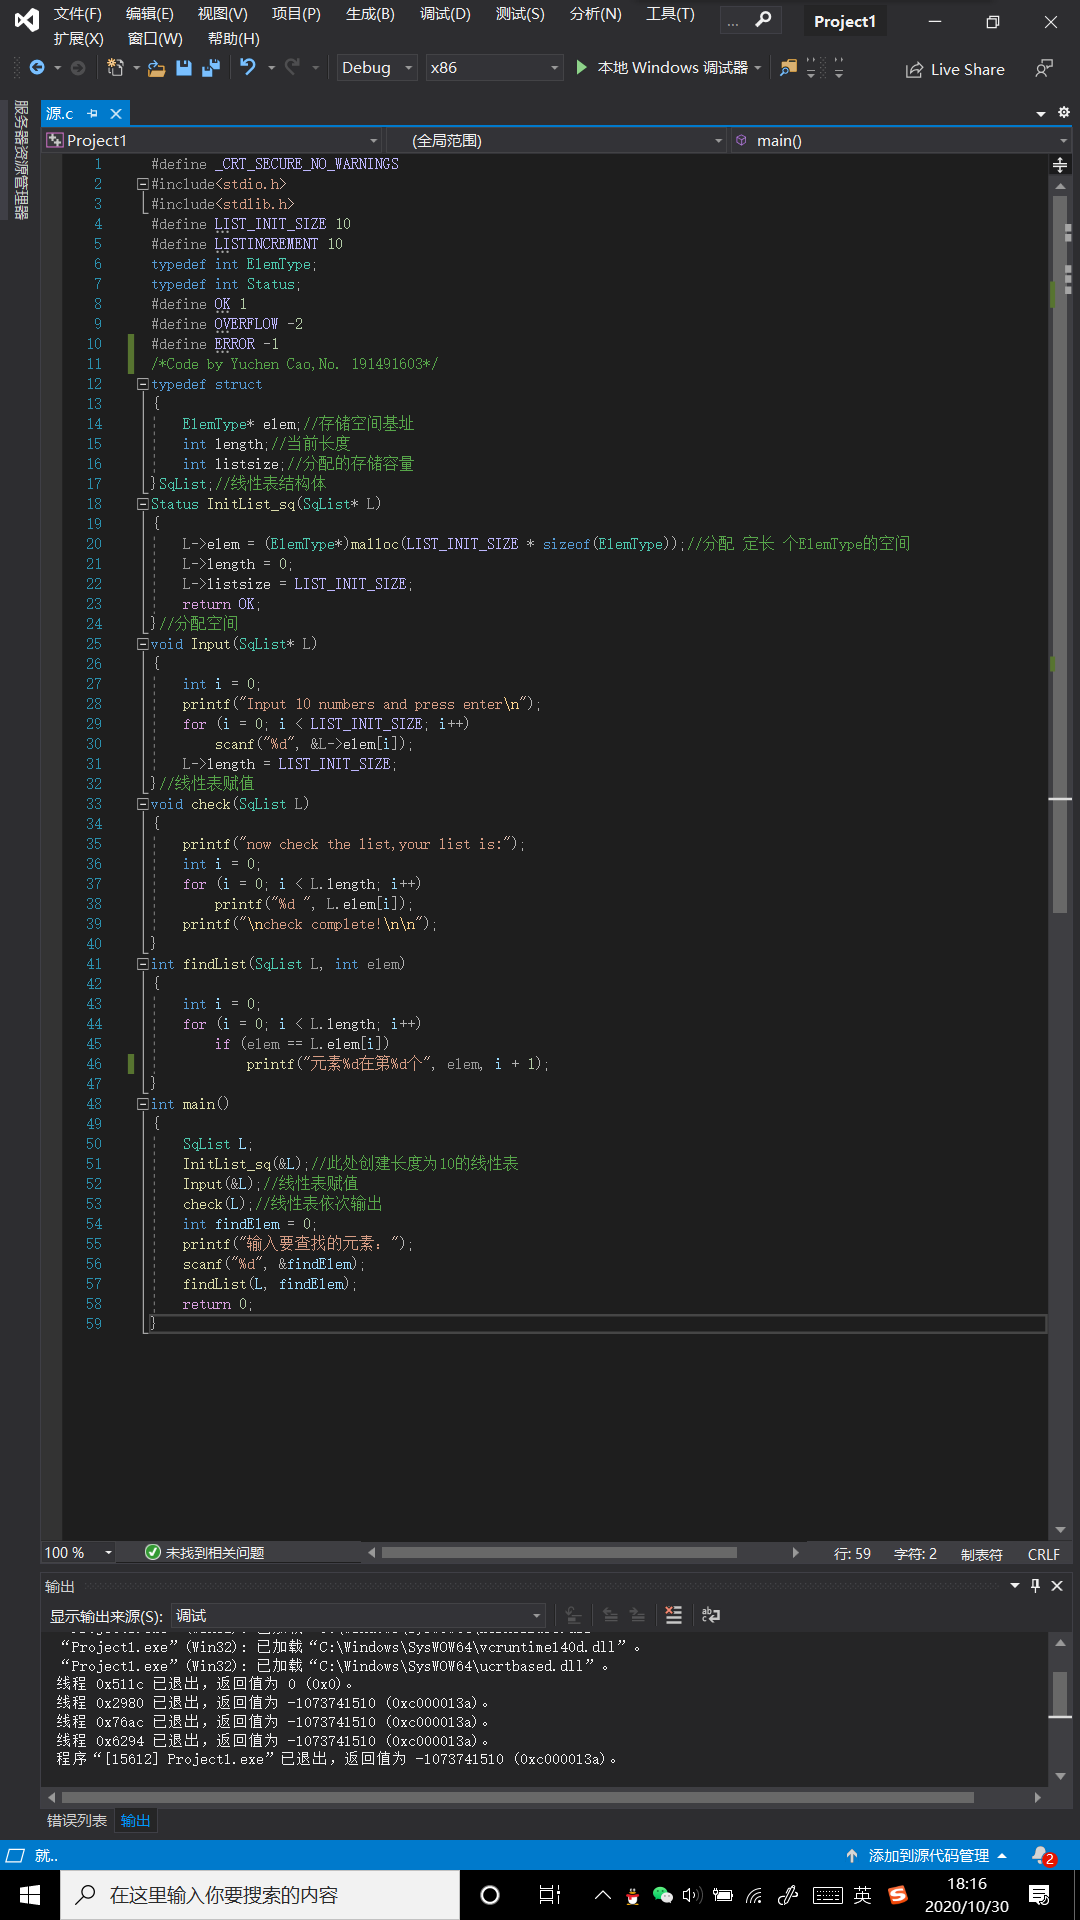 文件(F) 编辑(E) 视图(V) 项目(P) 生成(B) 调试(D) 测试(S) 分析(N) 工具(T) ... Project1
扩展(X) 窗口(W) 帮助(H)
Debug x86 本地 Windows 调试器 Live Share
服务器资源管理器
源.c
Project1 (全局范围) main()
1 #define _CRT_SECURE_NO_WARNINGS
2 #include<stdio.h>
3 #include<stdlib.h>
4 #define LIST_INIT_SIZE 10
5 #define LISTINCREMENT 10
6 typedef int ElemType;
7 typedef int Status;
8 #define OK 1
9 #define OVERFLOW -2
10 #define ERROR -1
11 /*Code by Yuchen Cao,No. 191491603*/
12 typedef struct
13 {
14 ElemType* elem;//存储空间基址
15 int length;//当前长度
16 int listsize;//分配的存储容量
17 }SqList;//线性表结构体
18 Status InitList_sq(SqList* L)
19 {
20 L->elem = (ElemType*)malloc(LIST_INIT_SIZE * sizeof(ElemType));//分配 定长 个ElemType的空间
21 L->length = 0;
22 L->listsize = LIST_INIT_SIZE;
23 return OK;
24 }//分配空间
25 void Input(SqList* L)
26 {
27 int i = 0;
28 printf("Input 10 numbers and press enter\n");
29 for (i = 0; i < LIST_INIT_SIZE; i++)
30 scanf("%d", &L->elem[i]);
31 L->length = LIST_INIT_SIZE;
32 }//线性表赋值
33 void check(SqList L)
34 {
35 printf("now check the list,your list is:");
36 int i = 0;
37 for (i = 0; i < L.length; i++)
38 printf("%d ", L.elem[i]);
39 printf("\ncheck complete!\n\n");
40 }
41 int findList(SqList L, int elem)
42 {
43 int i = 0;
44 for (i = 0; i < L.length; i++)
45 if (elem == L.elem[i])
46 printf("元素%d在第%d个", elem, i + 1);
47 }
48 int main()
49 {
50 SqList L;
51 InitList_sq(&L);//此处创建长度为10的线性表
52 Input(&L);//线性表赋值
53 check(L);//线性表依次输出
54 int findElem = 0;
55 printf("输入要查找的元素：");
56 scanf("%d", &findElem);
57 findList(L, findElem);
58 return 0;
59 }
100 % 未找到相关问题 行: 59 字符: 2 制表符 CRLF
输出
显示输出来源(S): 调试
“Project1.exe”(Win32): 已加载“C:\Windows\SysWOW64\vcruntime140d.dll”。
“Project1.exe”(Win32): 已加载“C:\Windows\SysWOW64\ucrtbased.dll”。
线程 0x511c 已退出，返回值为 0 (0x0)。
线程 0x2980 已退出，返回值为 -1073741510 (0xc000013a)。
线程 0x76ac 已退出，返回值为 -1073741510 (0xc000013a)。
线程 0x6294 已退出，返回值为 -1073741510 (0xc000013a)。
程序“[15612] Project1.exe”已退出，返回值为 -1073741510 (0xc000013a)。
错误列表 输出
就.. 添加到源代码管理 2
在这里输入你要搜索的内容 英 18:16
2020/10/30